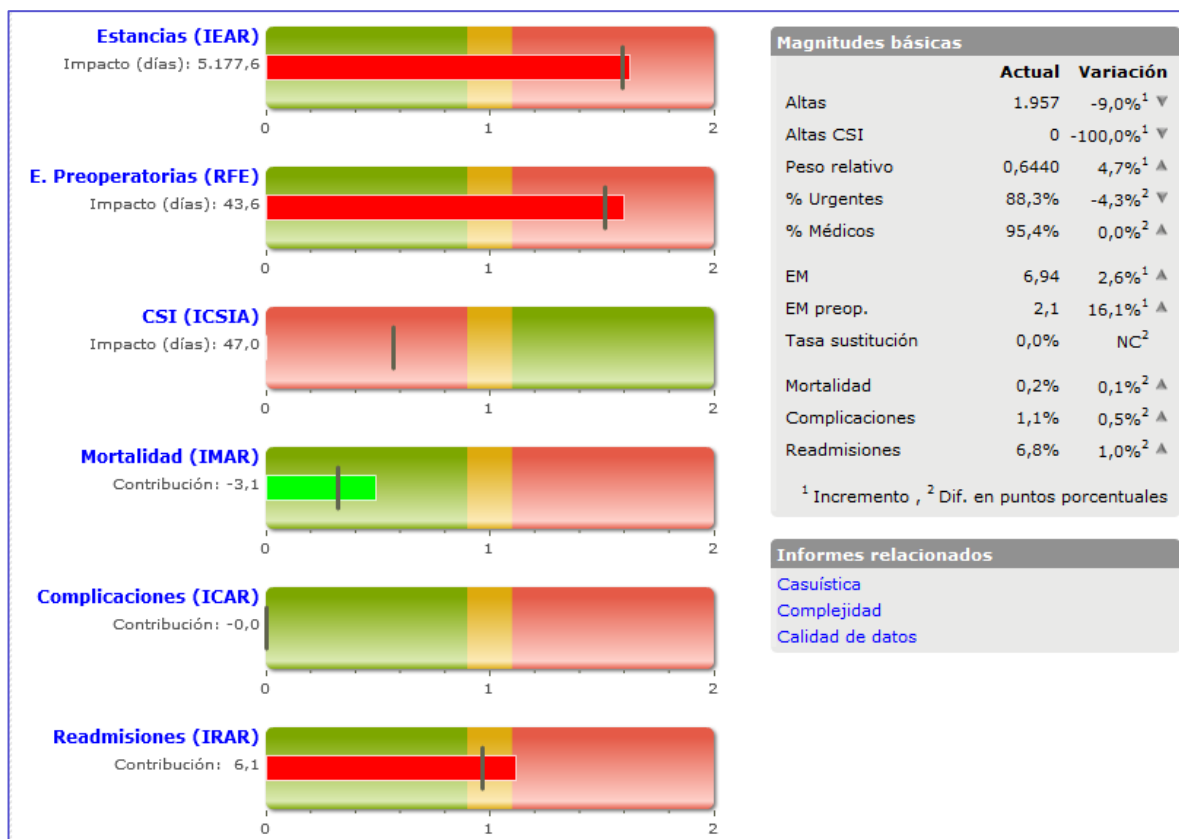 Estancias (IEAR)
Impacto (días): 5.177,6
0 1 2
E. Preoperatorias (RFE)
Impacto (días): 43,6
0 1 2
CSI (ICSIA)
Impacto (días): 47,0
0 1 2
Mortalidad (IMAR)
Contribución: -3,1
0 1 2
Complicaciones (ICAR)
Contribución: -0,0
0 1 2
Readmisiones (IRAR)
Contribución: 6,1
0 1 2
Magnitudes básicas
Actual Variación
Altas 1.957 -9,0%¹ ▼
Altas CSI 0 -100,0%¹ ▼
Peso relativo 0,6440 4,7%¹ ▲
% Urgentes 88,3% -4,3%² ▼
% Médicos 95,4% 0,0%² ▲
EM 6,94 2,6%¹ ▲
EM preop. 2,1 16,1%¹ ▲
Tasa sustitución 0,0% NC²
Mortalidad 0,2% 0,1%² ▲
Complicaciones 1,1% 0,5%² ▲
Readmisiones 6,8% 1,0%² ▲
¹ Incremento , ² Dif. en puntos porcentuales
Informes relacionados
Casuística
Complejidad
Calidad de datos